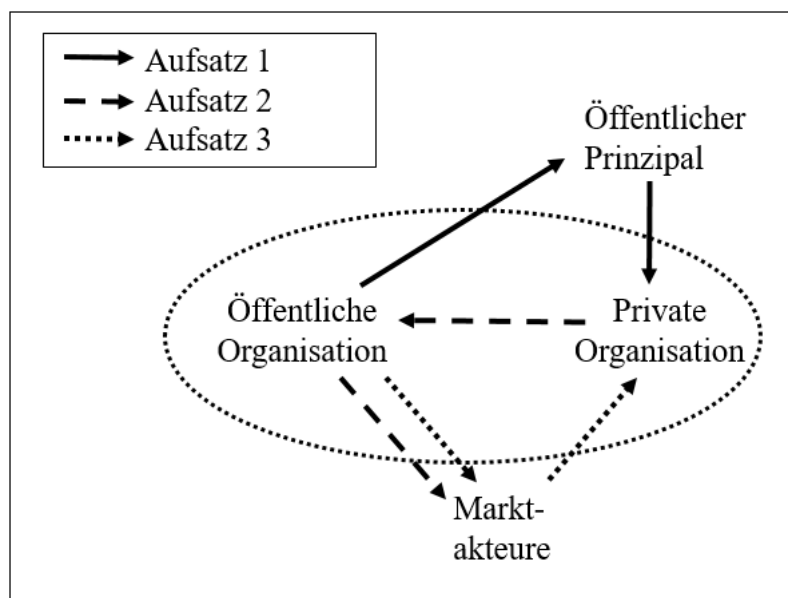 Aufsatz 1
Aufsatz 2
Aufsatz 3
Öffentlicher
Prinzipal
Öffentliche
Organisation
Private
Organisation
Markt-
akteure